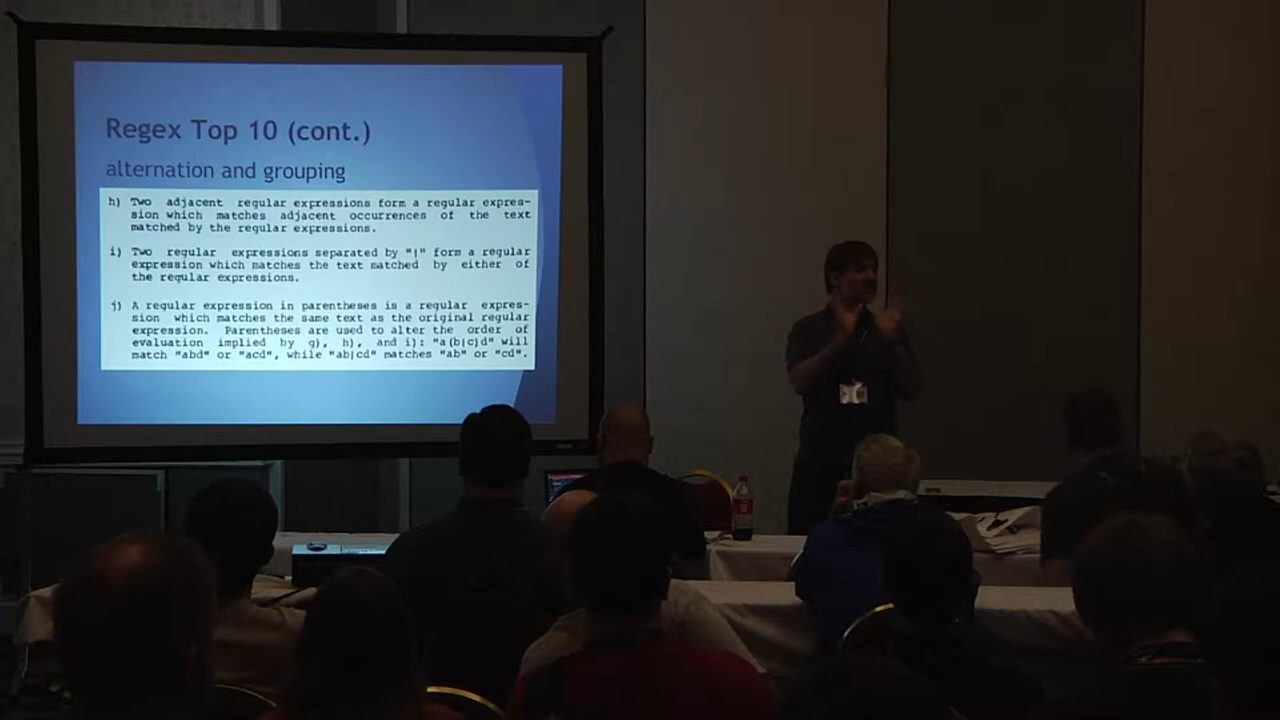 Regex Top 10 (cont.)
alternation and grouping
h) Two adjacent regular expressions form a regular expres-
sion which matches adjacent occurrences of the text
matched by the regular expressions.
i) Two regular expressions separated by "|" form a regular
expression which matches the text matched by either of
the regular expressions.
j) A regular expression in parentheses is a regular expres-
sion which matches the same text as the original regular
expression. Parentheses are used to alter the order of
evaluation implied by g), h), and i): "a(b|c)d" will
match "abd" or "acd", while "ab|cd" matches "ab" or "cd".